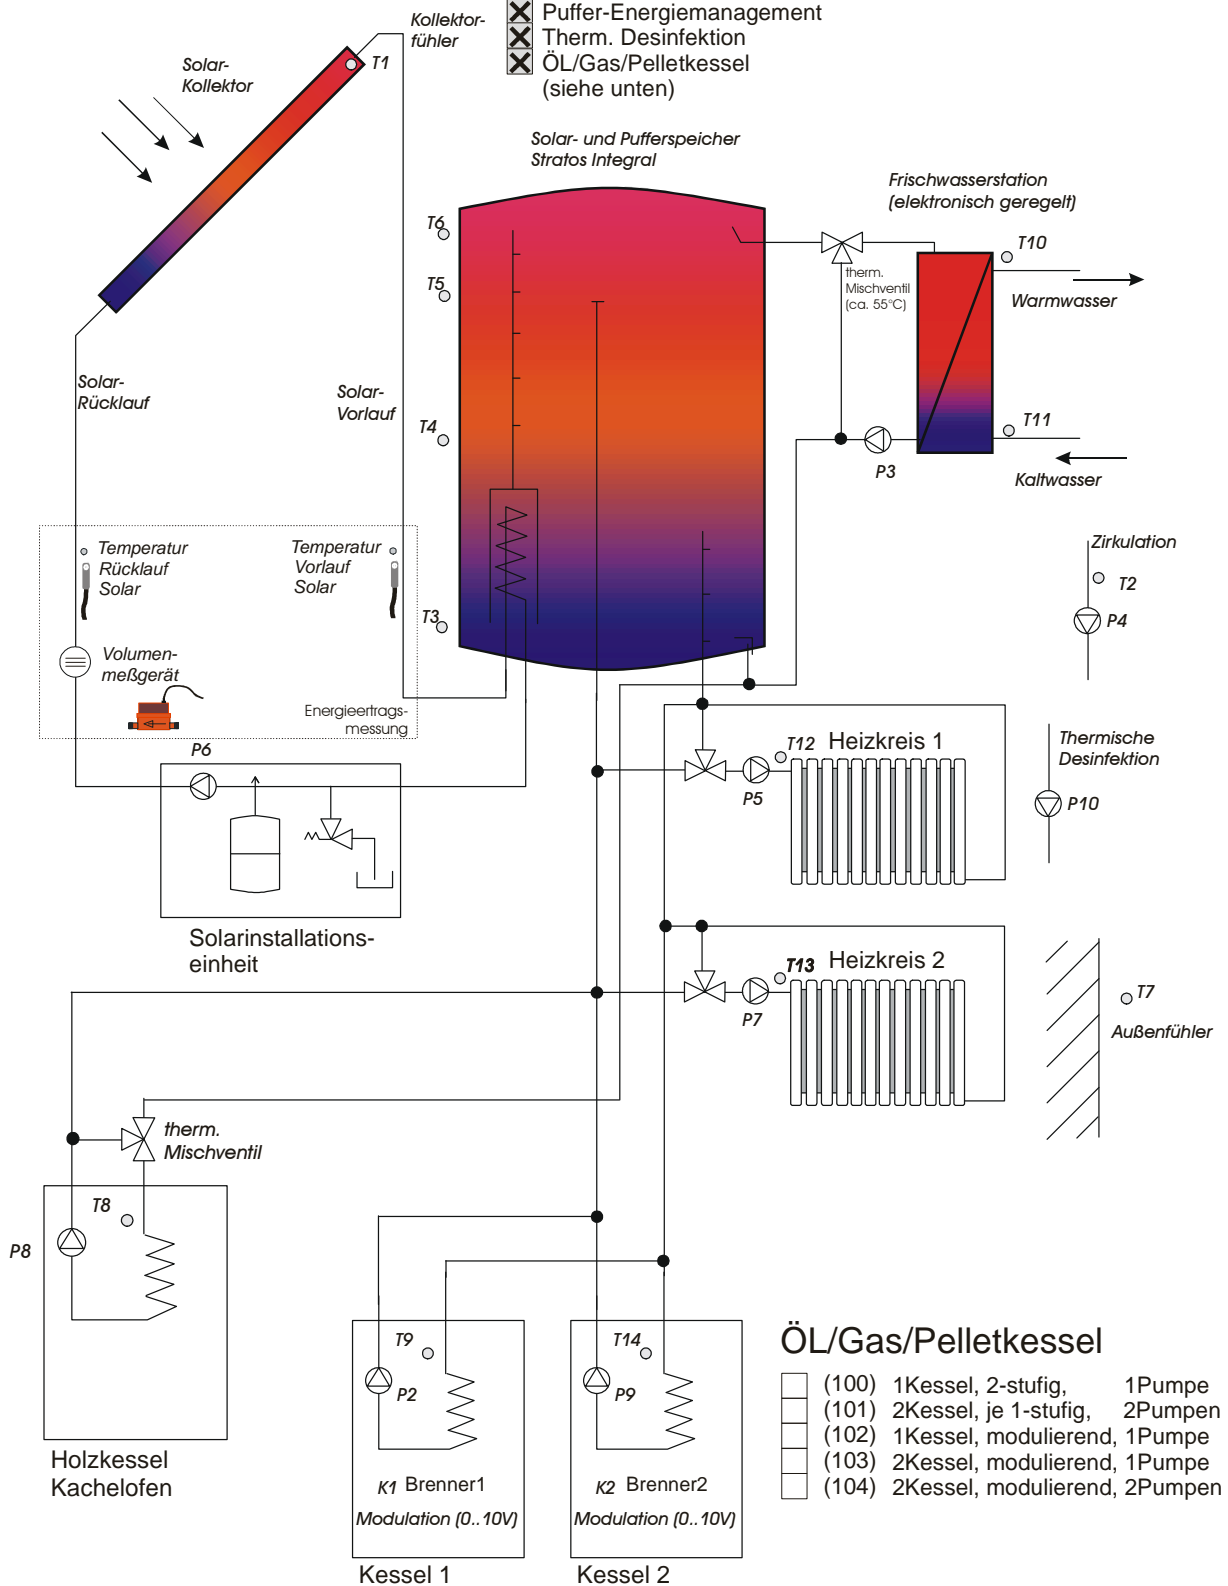 Puffer-Energiemanagement
Therm. Desinfektion
ÖL/Gas/Pelletkessel
(siehe unten)
Kollektor-
fühler
T1
Solar-
Kollektor
Solar- und Pufferspeicher
Stratos Integral
Frischwasserstation
(elektronisch geregelt)
T6
T5
T4
T3
T10
therm.
Mischventil
(ca. 55°C)
Warmwasser
T11
P3
Kaltwasser
Solar-
Rücklauf
Solar-
Vorlauf
Temperatur
Rücklauf
Solar
Temperatur
Vorlauf
Solar
Volumen-
meßgerät
Energieertrags-
messung
Zirkulation
T2
P4
P6
Solarinstallations-
einheit
T12 Heizkreis 1
P5
Thermische
Desinfektion
P10
T13 Heizkreis 2
P7
T7
Außenfühler
therm.
Mischventil
T8
P8
Holzkessel
Kachelofen
T9
P2
K1 Brenner1
Modulation (0..10V)
Kessel 1
T14
P9
K2 Brenner2
Modulation (0..10V)
Kessel 2
ÖL/Gas/Pelletkessel
(100) 1Kessel, 2-stufig, 1Pumpe
(101) 2Kessel, je 1-stufig, 2Pumpen
(102) 1Kessel, modulierend, 1Pumpe
(103) 2Kessel, modulierend, 1Pumpe
(104) 2Kessel, modulierend, 2Pumpen